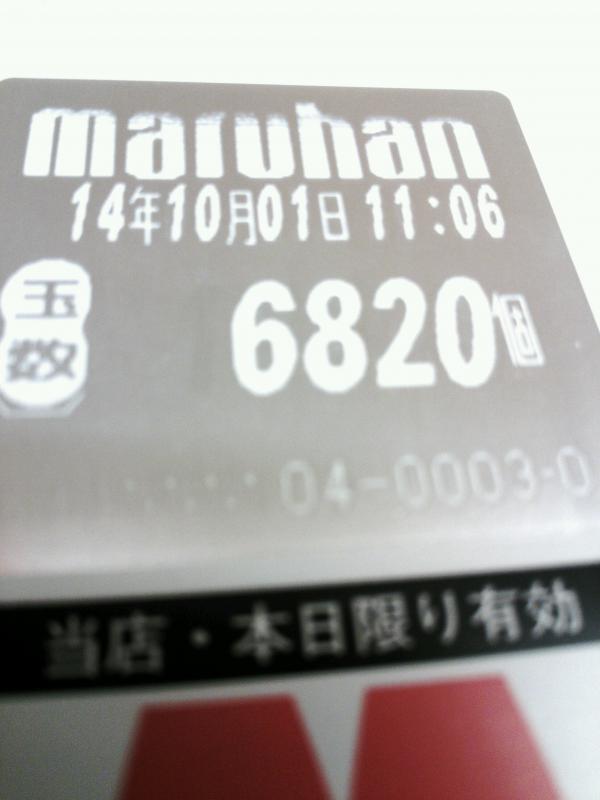 maruhan
14年10月01日 11:06
玉数 6820個
04-0003-0
当店・本日限り有効